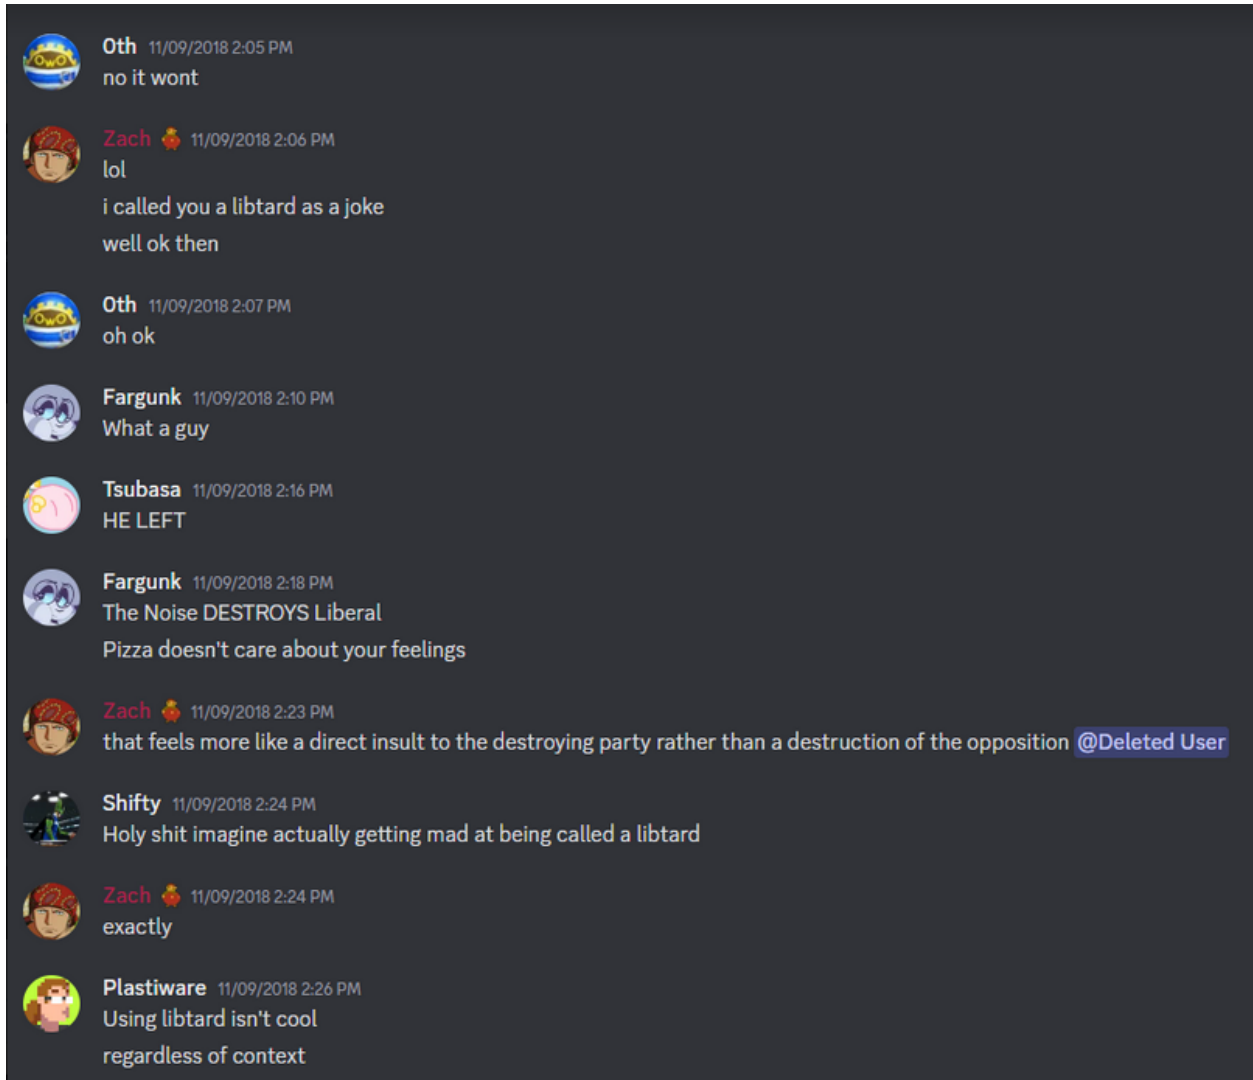 0th 11/09/2018 2:05 PM
no it wont
Zach 11/09/2018 2:06 PM
lol
i called you a libtard as a joke
well ok then
0th 11/09/2018 2:07 PM
oh ok
Fargunk 11/09/2018 2:10 PM
What a guy
Tsubasa 11/09/2018 2:16 PM
HE LEFT
Fargunk 11/09/2018 2:18 PM
The Noise DESTROYS Liberal
Pizza doesn't care about your feelings
Zach 11/09/2018 2:23 PM
that feels more like a direct insult to the destroying party rather than a destruction of the opposition @Deleted User
Shifty 11/09/2018 2:24 PM
Holy shit imagine actually getting mad at being called a libtard
Zach 11/09/2018 2:24 PM
exactly
Plastiware 11/09/2018 2:26 PM
Using libtard isn't cool
regardless of context